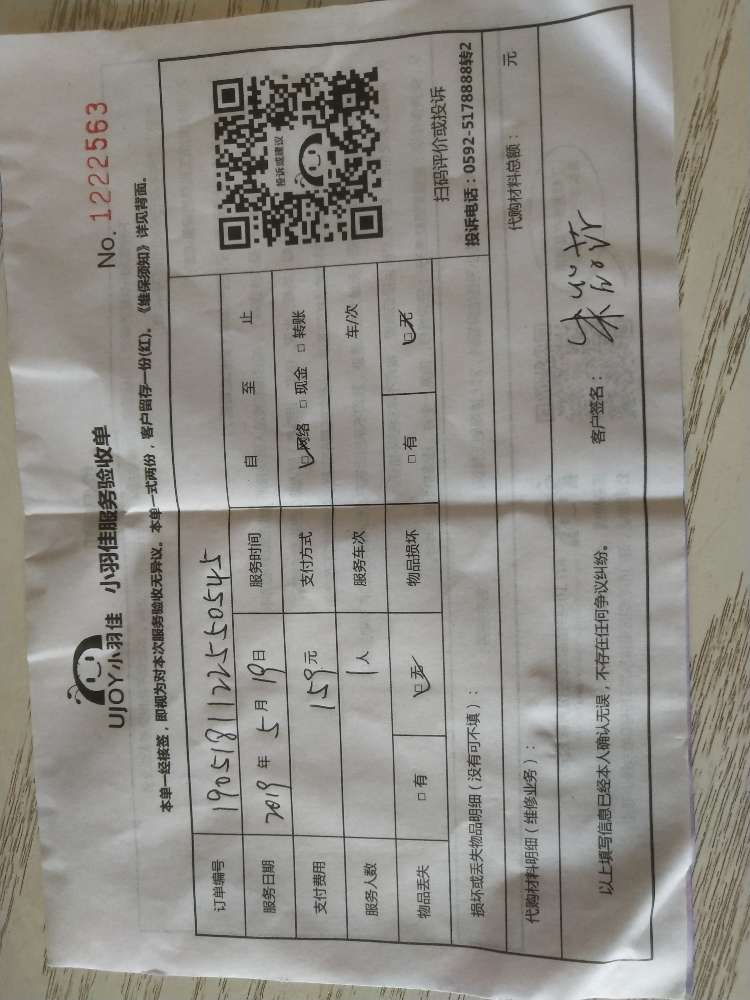 UJOY小羽佳 小羽佳服务验收单
No. 1222563
本单一经核签，即视为对本次服务验收无异议。本单一式两份，客户留存一份(红)。《维保须知》详见背面。
订单编号 190518112255054 5
服务日期 2019 年 5 月 19 日 服务时间 自 至 止
支付费用 159 元 支付方式 网络 □ 现金 □ 转账
服务人数 1 人 服务车次 车/次
物品丢失 □ 有 □ 无 物品损坏 □ 有 □ 无
投诉或建议
扫码评价或投诉
投诉电话：0592-5178888转2
损坏或丢失物品明细（没有可不填）：
代购材料明细（维修业务）： 代购材料总额： 元
以上填写信息已经本人确认无误，不存在任何争议纠纷。 客户签名：